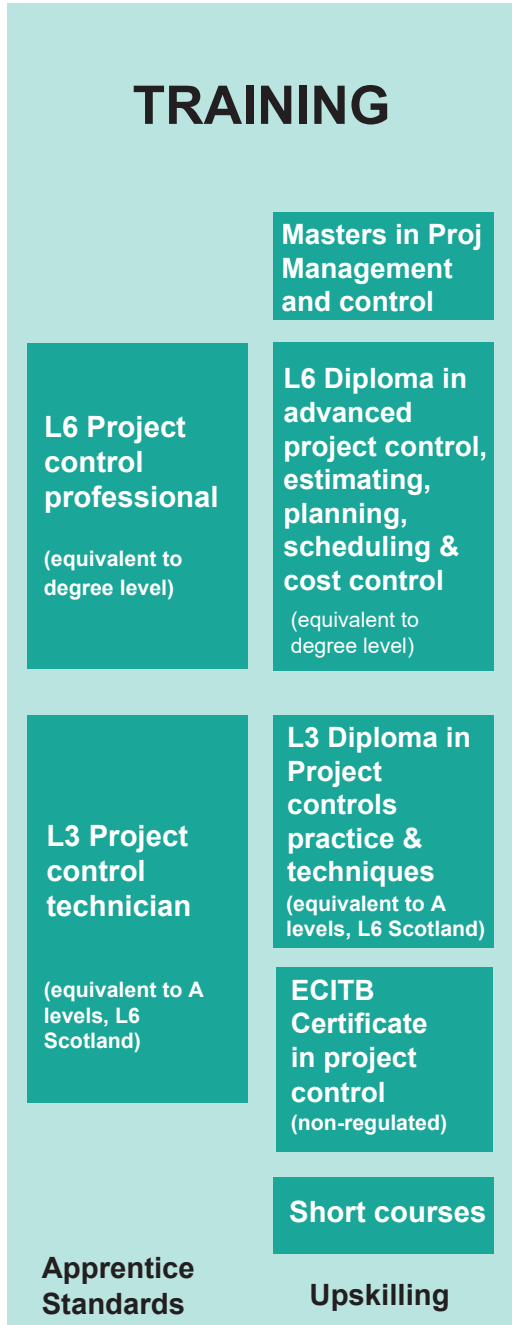 TRAINING
Masters in Proj
Management
and control
L6 Project
control
professional
(equivalent to
degree level)
L6 Diploma in
advanced
project control,
estimating,
planning,
scheduling &
cost control
(equivalent to
degree level)
L3 Project
control
technician
(equivalent to A
levels, L6
Scotland)
L3 Diploma in
Project
controls
practice &
techniques
(equivalent to A
levels, L6 Scotland)
ECITB
Certificate
in project
control
(non-regulated)
Short courses
Apprentice
Standards
Upskilling